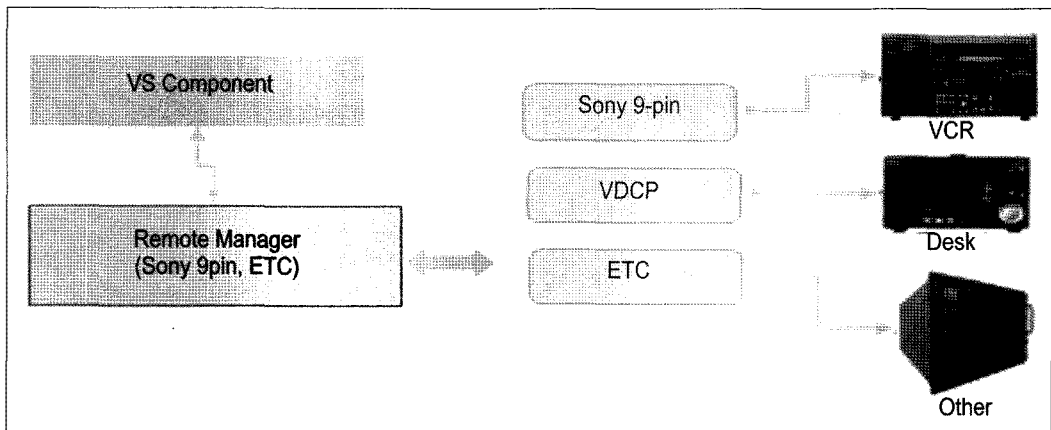 VS Component
Remote Manager
(Sony 9pin, ETC)
Sony 9-pin
VDCP
ETC
VCR
Desk
Other